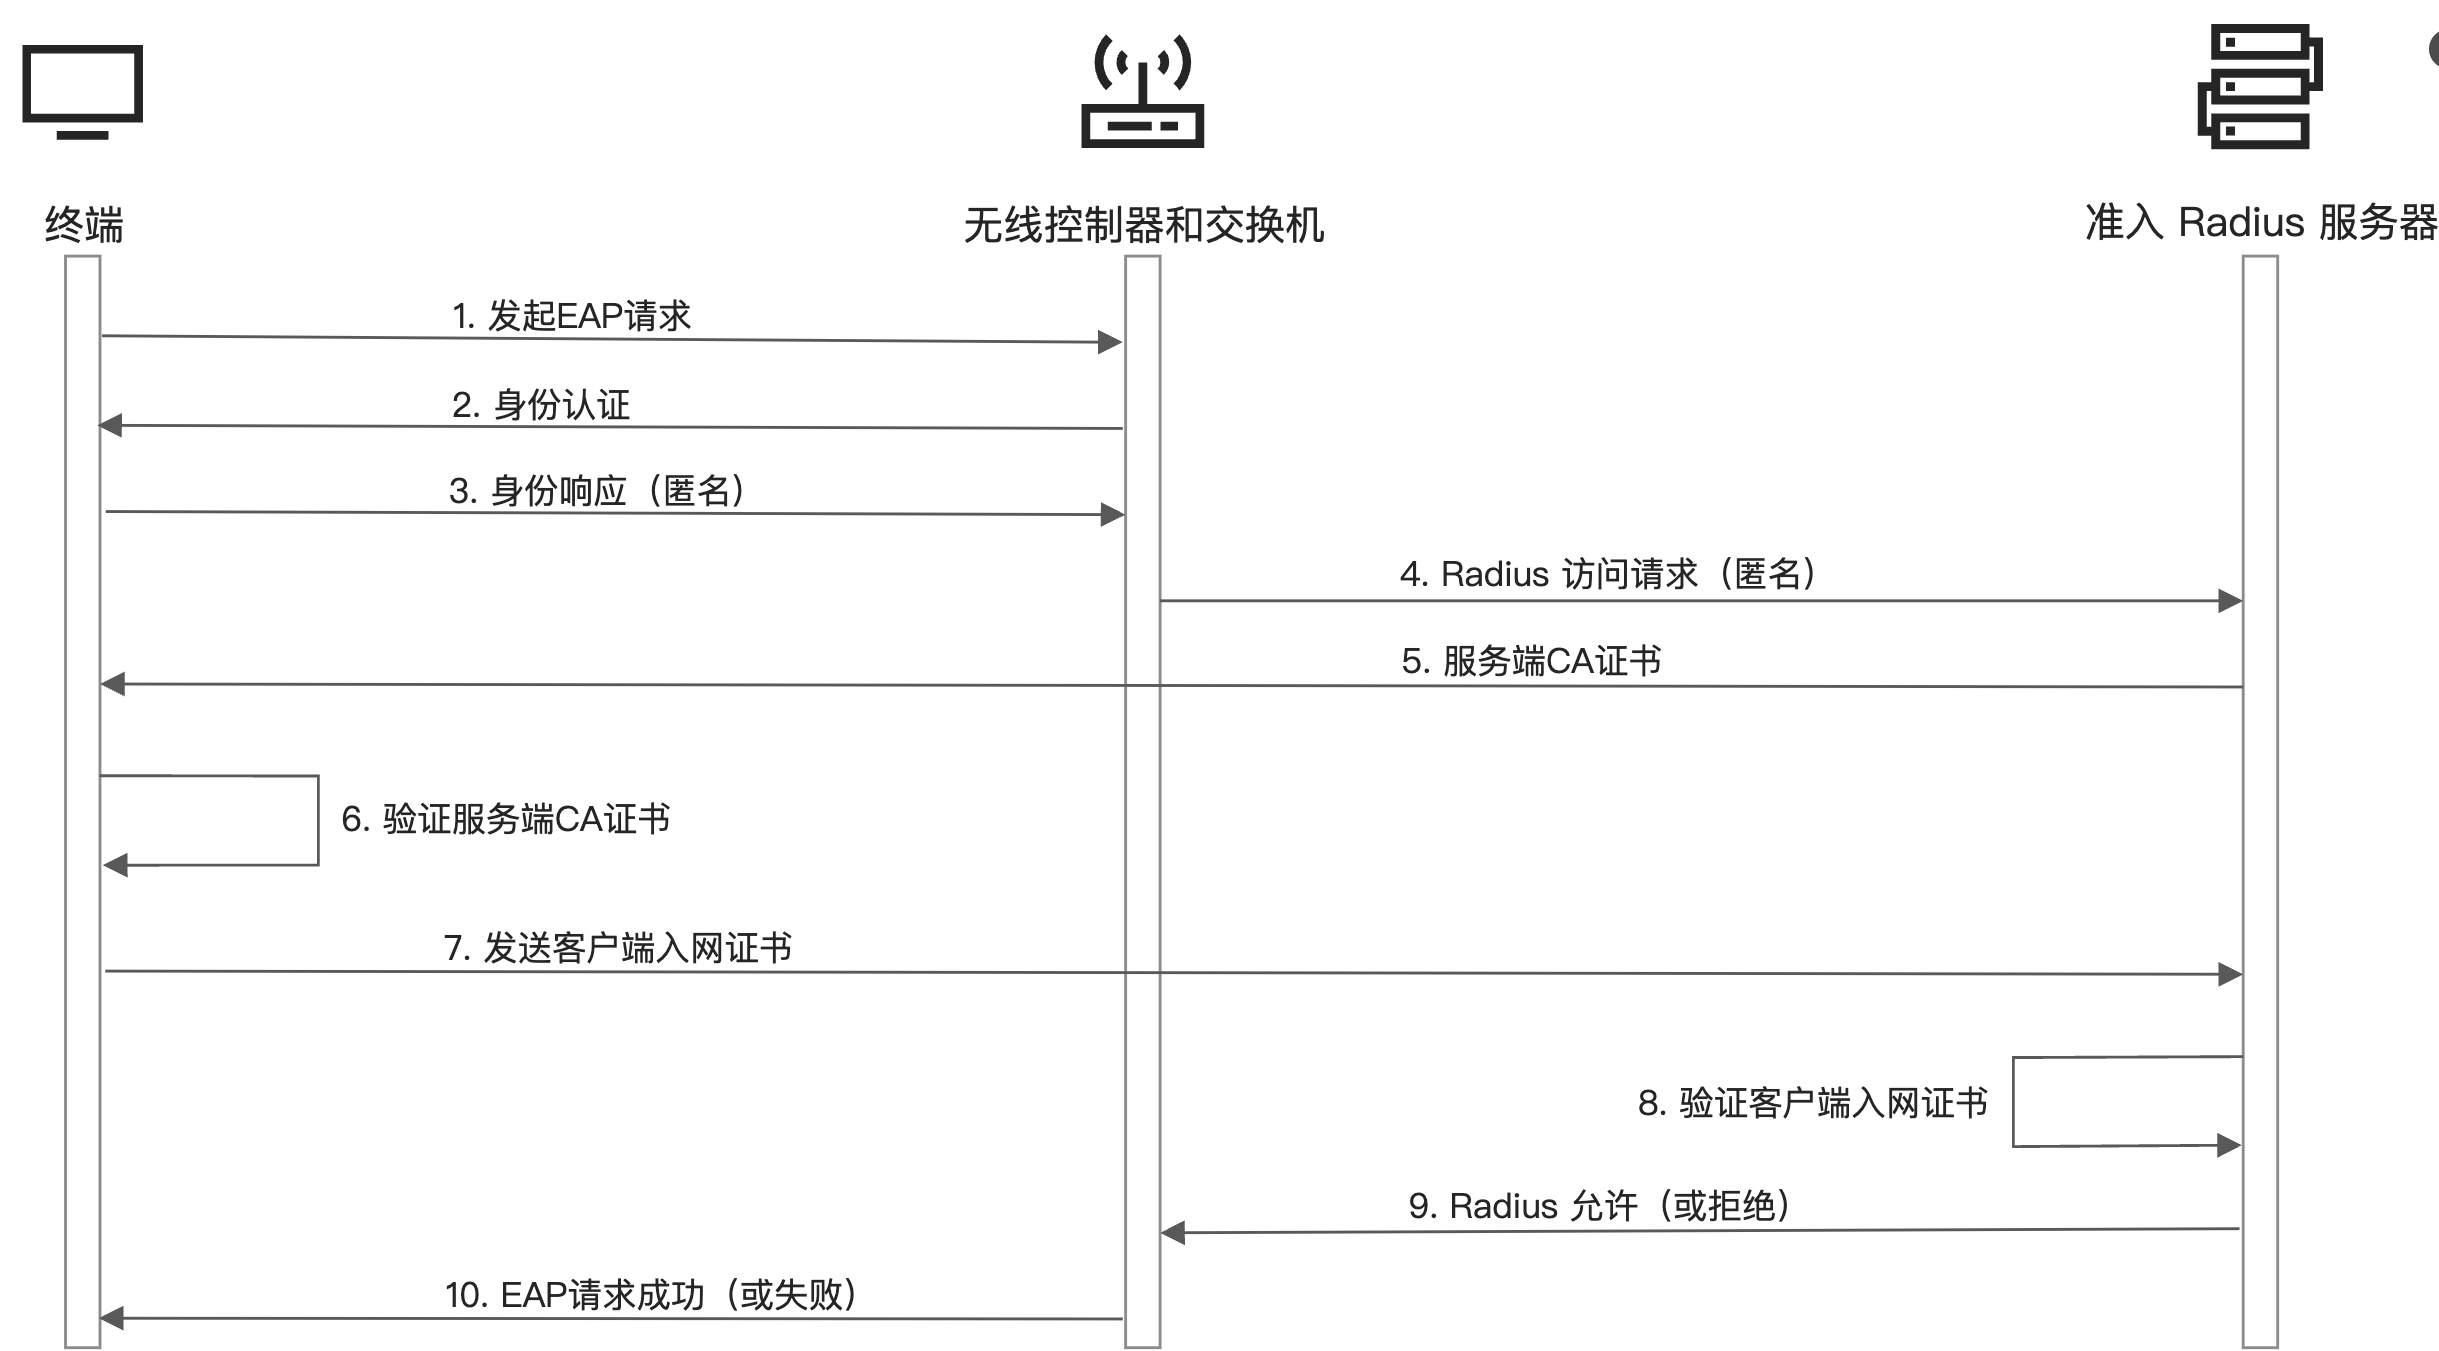 终端
无线控制器和交换机
准入 Radius 服务器
1. 发起EAP请求
2. 身份认证
3. 身份响应（匿名）
4. Radius 访问请求（匿名）
5. 服务端CA证书
6. 验证服务端CA证书
7. 发送客户端入网证书
8. 验证客户端入网证书
9. Radius 允许（或拒绝）
10. EAP请求成功（或失败）